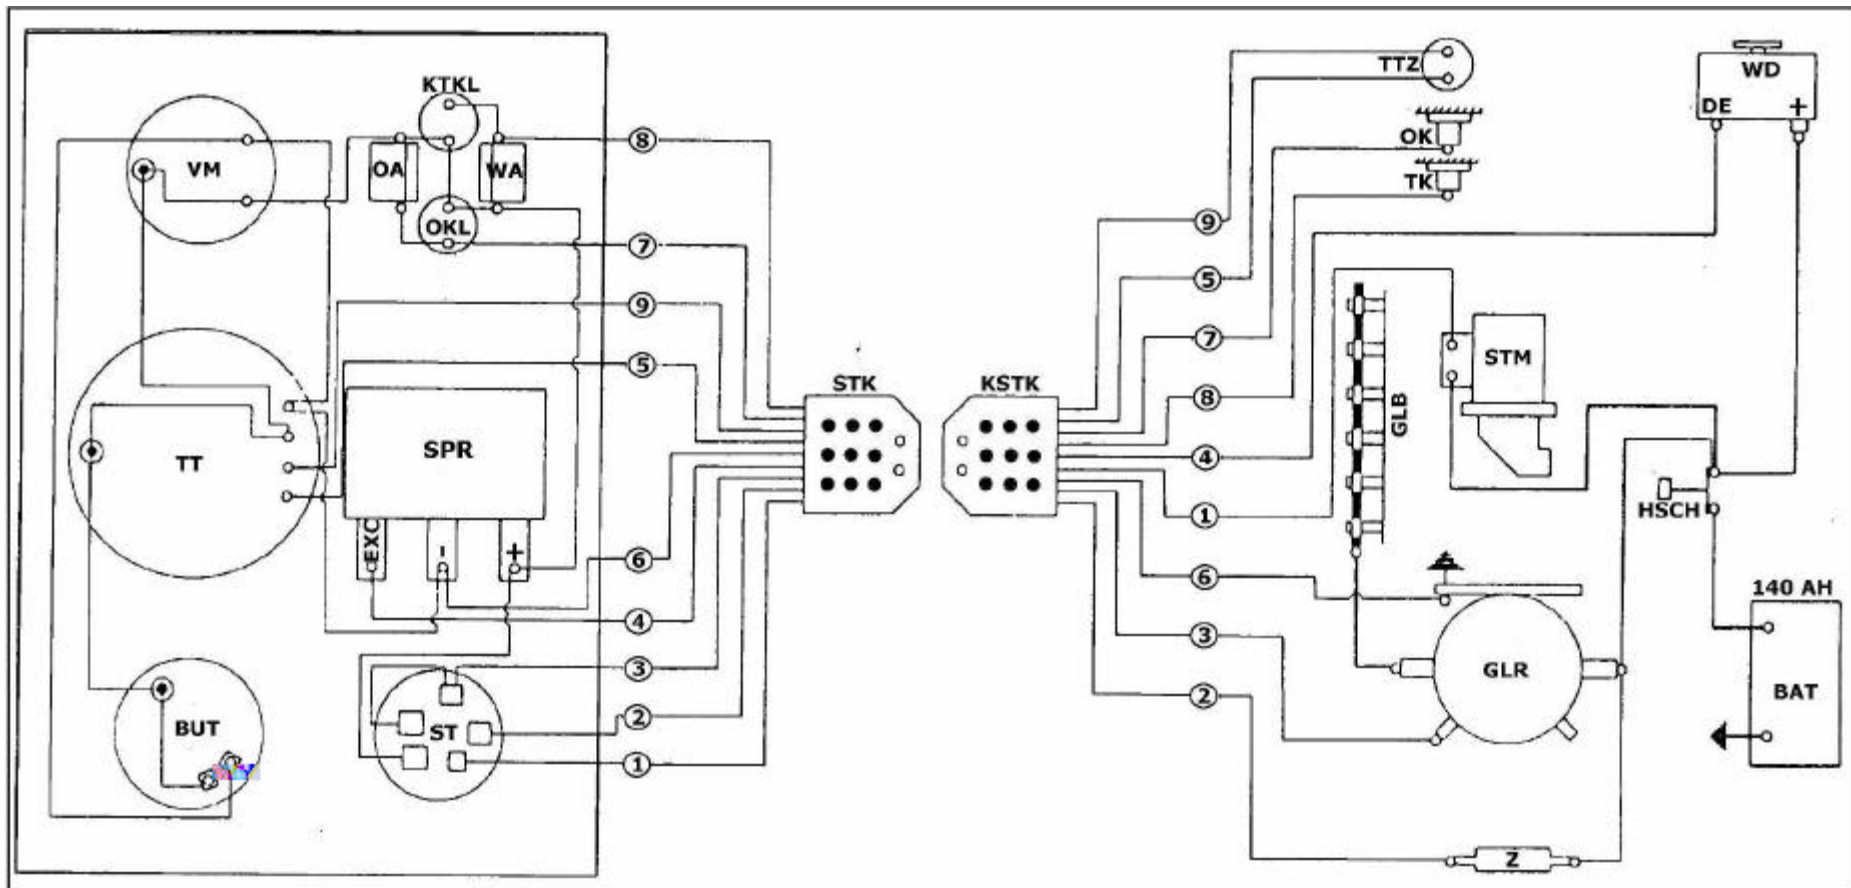 KTKL
VM
OA
WA
OKL
8
7
9
5
TT
SPR
EXC
-
+
6
4
3
2
1
BUT
ST
STK
KSTK
TTZ
OK
TK
WD
DE
+
9
5
7
8
4
1
6
3
2
GLB
STM
HSCH
140 AH
BAT
GLR
Z